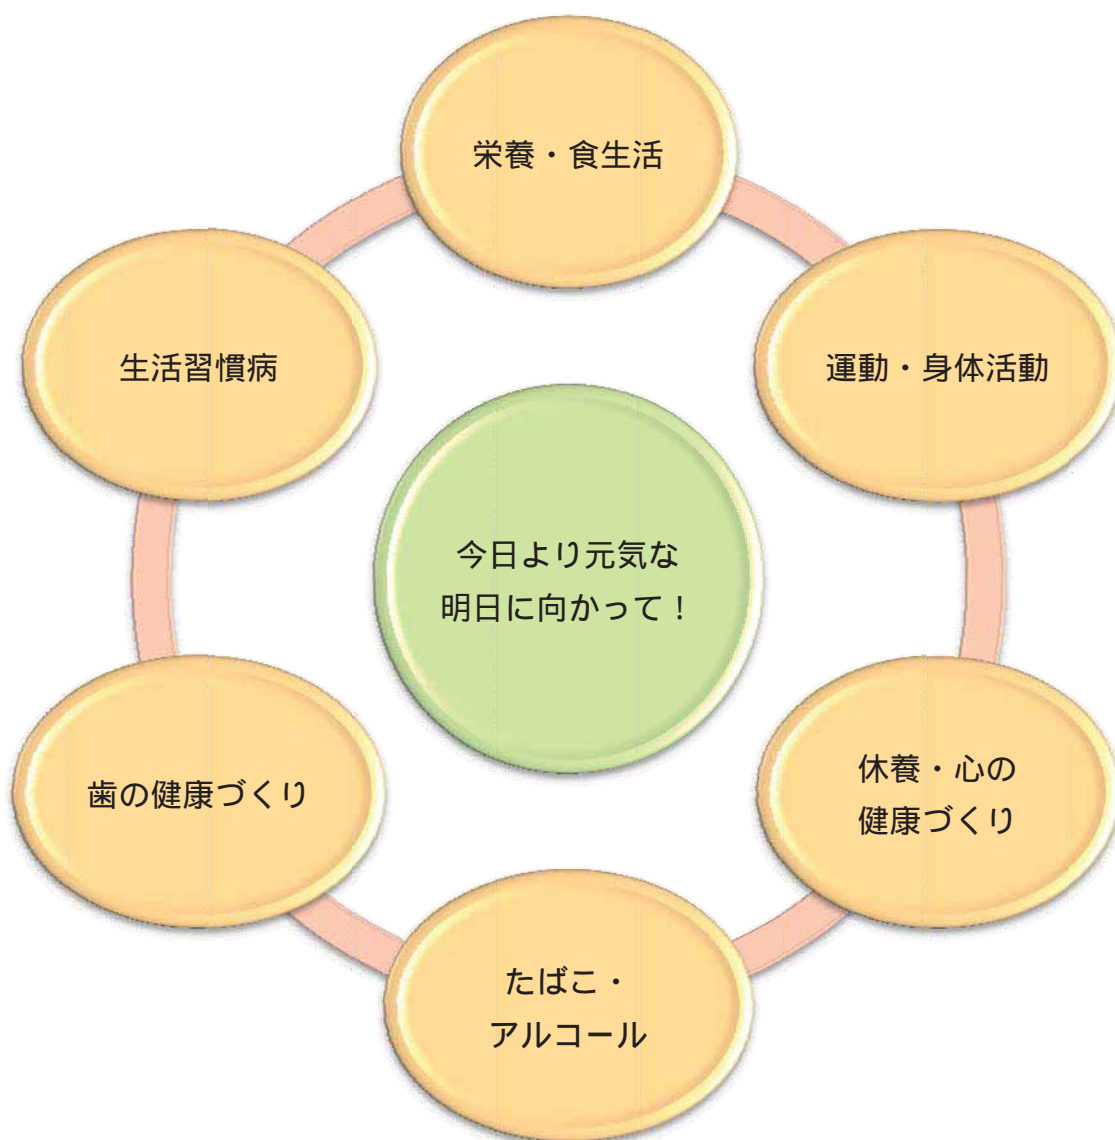 栄養・食生活
運動・身体活動
休養・心の
健康づくり
たばこ・
アルコール
歯の健康づくり
生活習慣病
今日より元気な
明日に向かって！